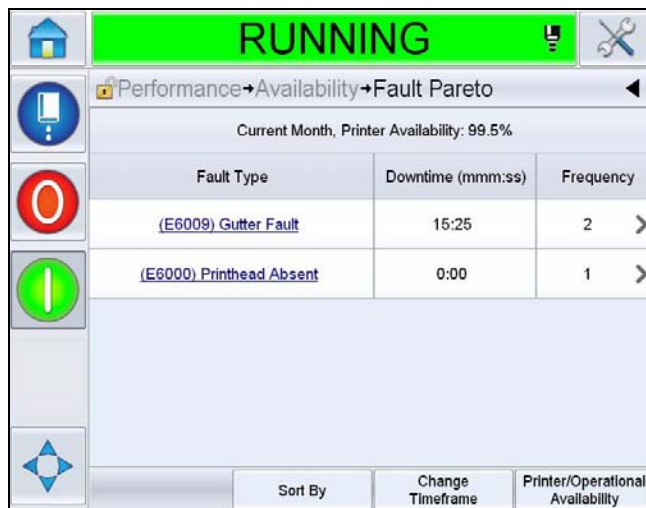 RUNNING
Performance→Availability→Fault Pareto
Current Month, Printer Availability: 99.5%
Fault Type Downtime (mmm:ss) Frequency
(E6009) Gutter Fault 15:25 2
(E6000) Printhead Absent 0:00 1
Sort By Change Timeframe Printer/Operational Availability